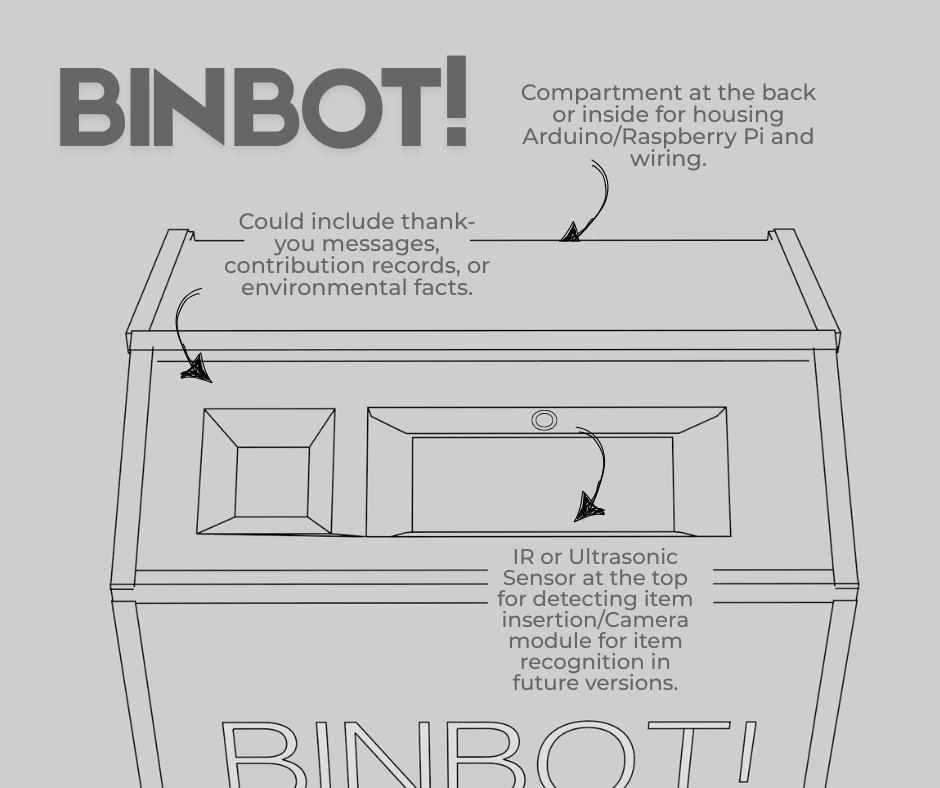 BINBOT!
Compartment at the back
or inside for housing
Arduino/Raspberry Pi and
wiring.
Could include thank-
you messages,
contribution records, or
environmental facts.
IR or Ultrasonic
Sensor at the top
for detecting item
insertion/Camera
module for item
recognition in
future versions.
BINBOT!